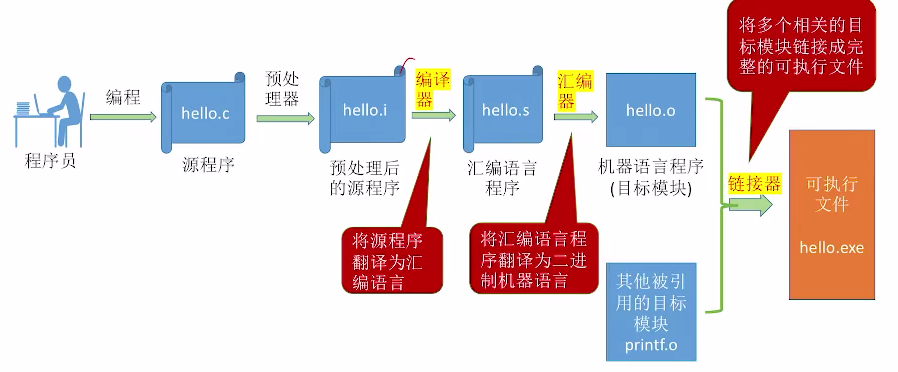 将多个相关的目
标模块链接成完
整的可执行文件
预处
理器
编译
器
汇编
器
编程
hello.c
hello.i
hello.s
hello.o
程序员
源程序
预处理后
的源程序
汇编语言
程序
机器语言程序
(目标模块)
链接器
可执行
文件
hello.exe
将源程序
翻译为汇
编语言
将汇编语言程
序翻译为二进
制机器语言
其他被引
用的目标
模块
printf.o